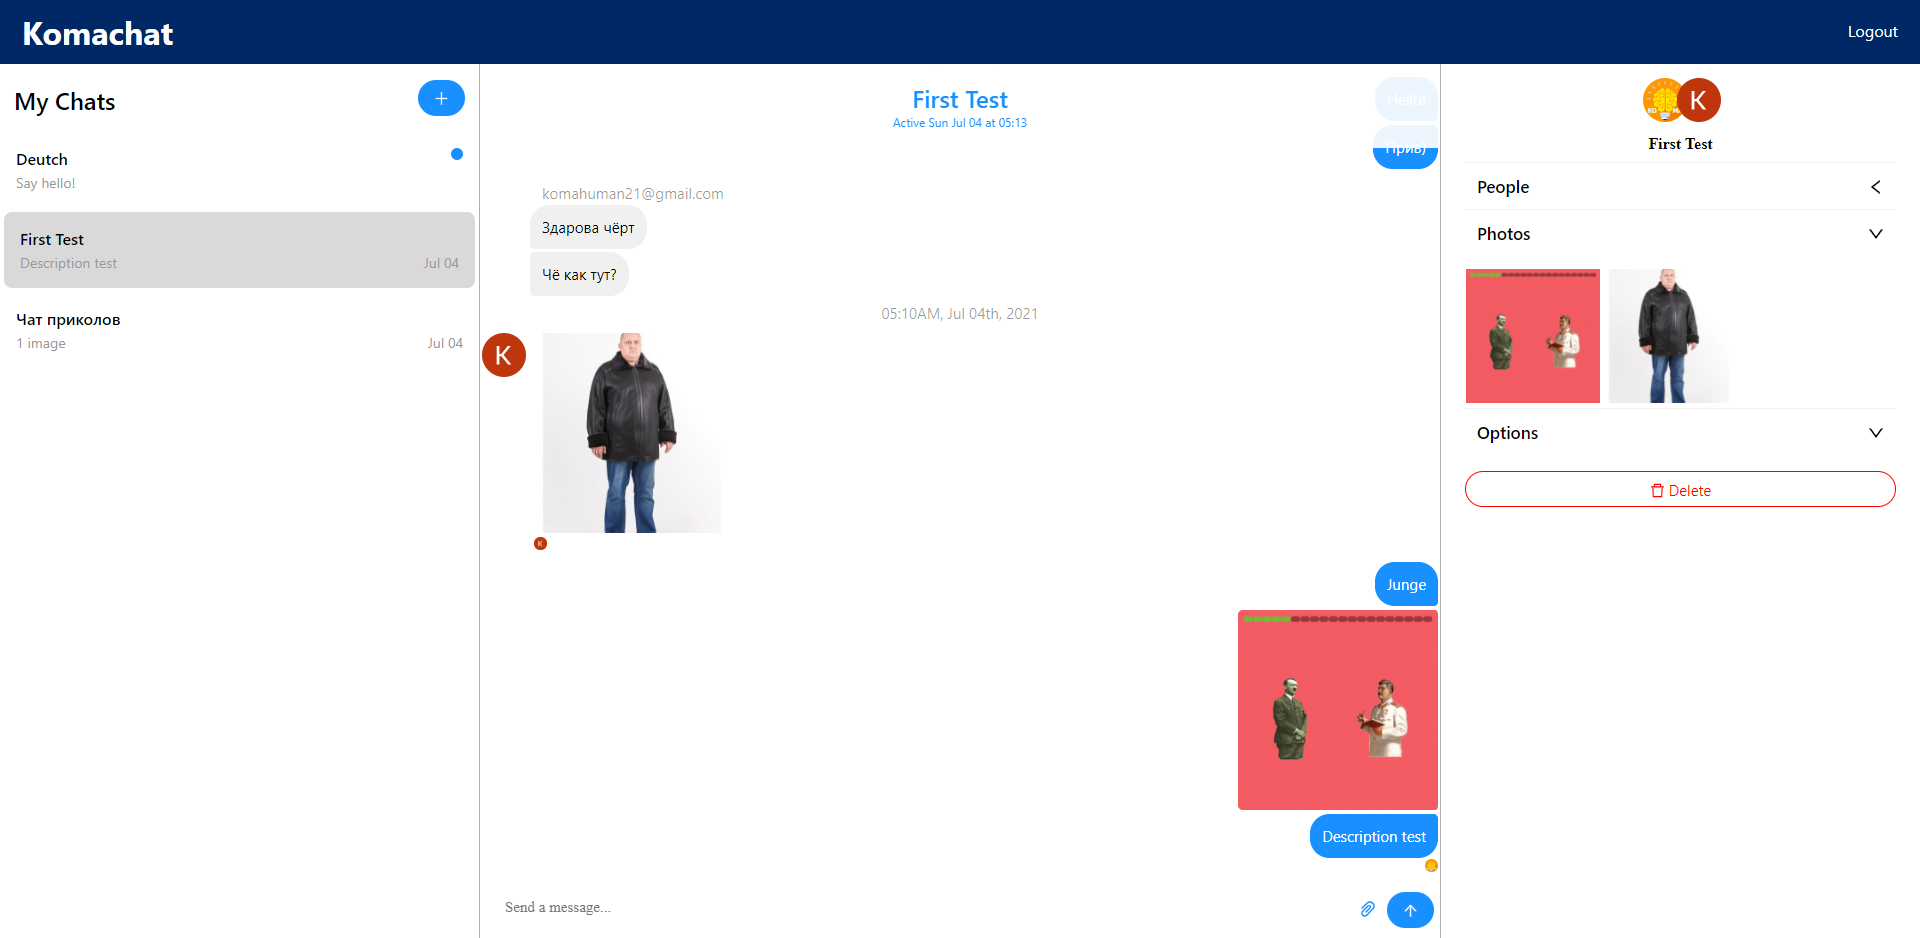 Komachat
Logout
My Chats
+
Deutch
Say hello!
First Test
Description test
Jul 04
Чат приколов
1 image
Jul 04
First Test
Active Sun Jul 04 at 05:13
Hello!
Прив)
komahuman21@gmail.com
Здарова чёрт
Чё как тут?
05:10AM, Jul 04th, 2021
K
K
Junge
Description test
Send a message...
K
First Test
People
Photos
Options
Delete